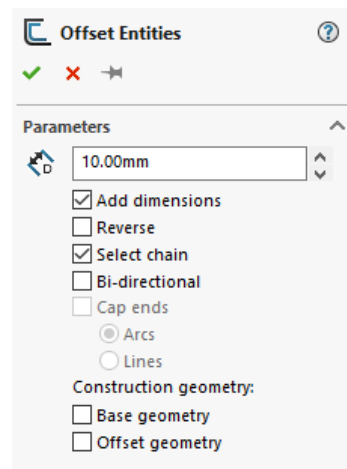 Offset Entities
Parameters
D
10.00mm
Add dimensions
Reverse
Select chain
Bi-directional
Cap ends
Arcs
Lines
Construction geometry:
Base geometry
Offset geometry